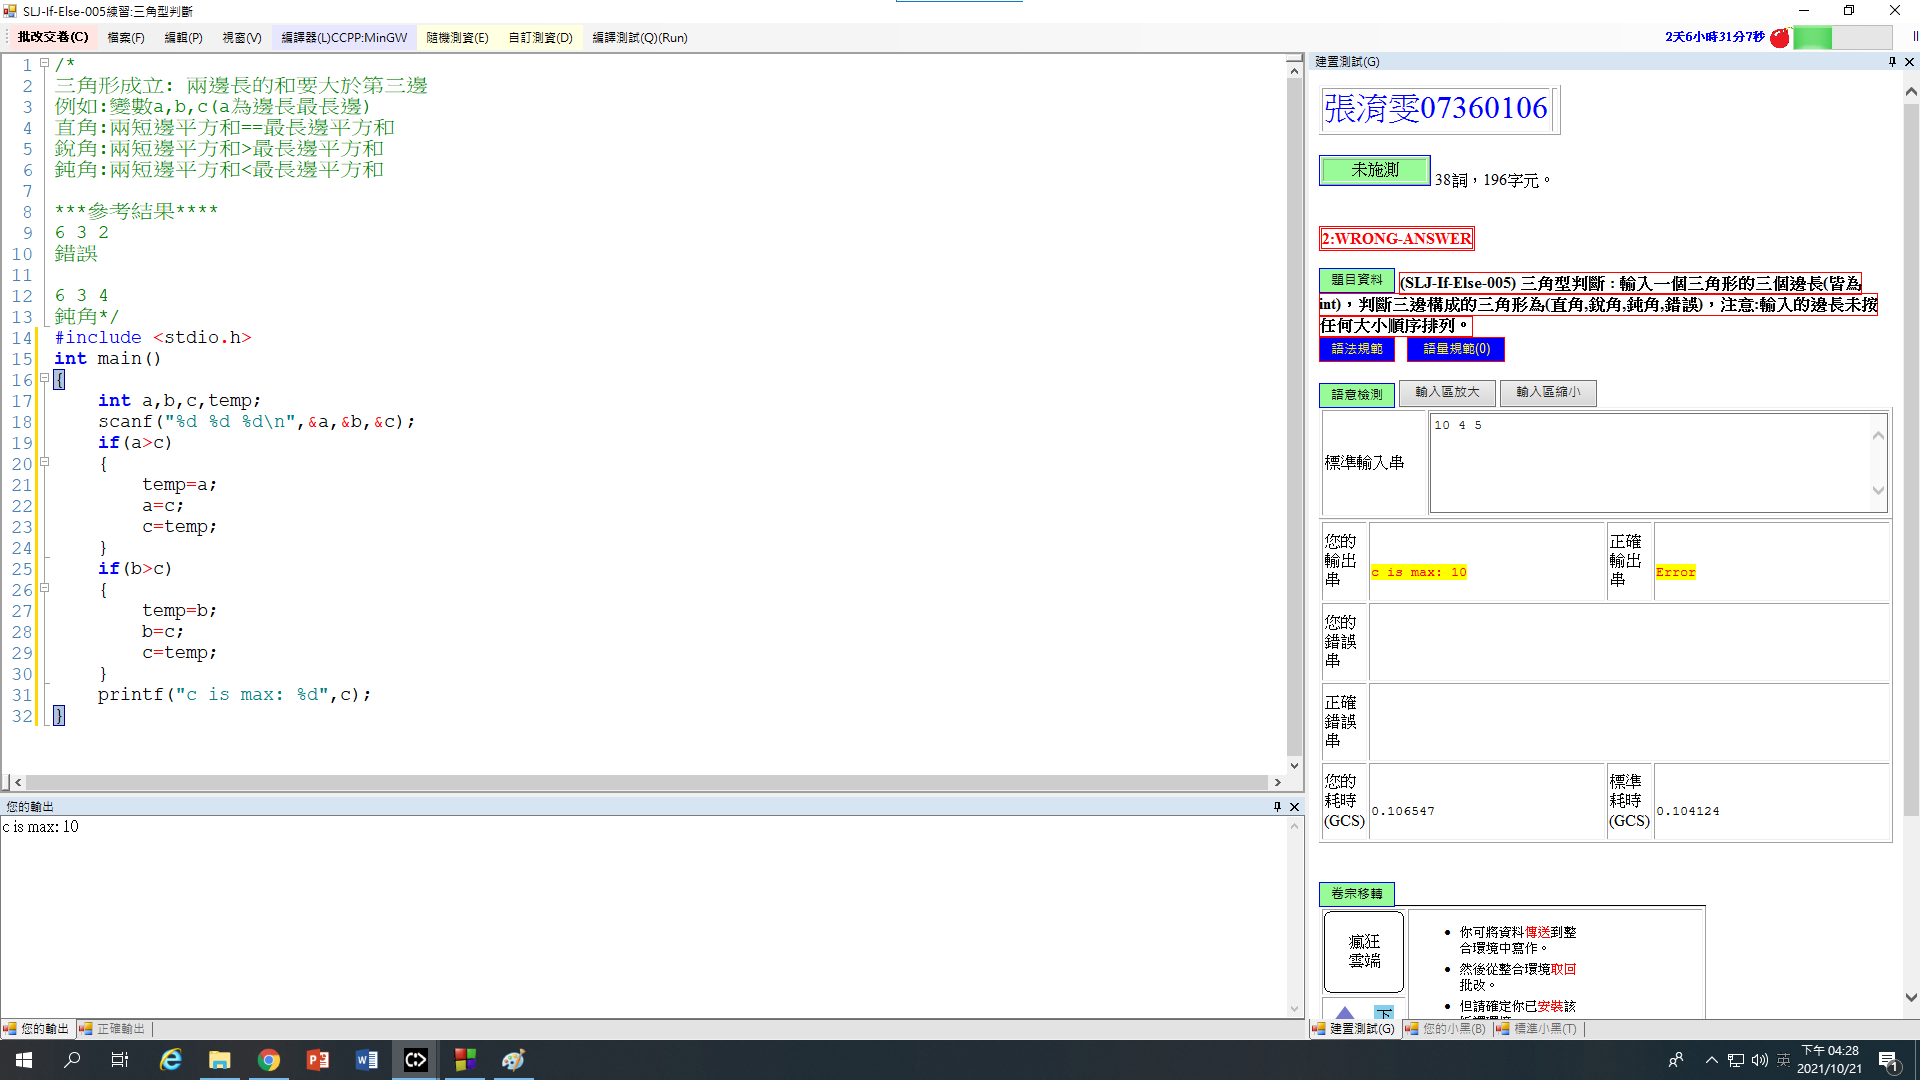 SLJ-If-Else-005練習:三角型判斷
批改交卷(C) 檔案(F) 編輯(P) 視窗(V) 編譯器(L)CCPP:MinGW 隨機測資(E) 自訂測資(D) 編譯測試(Q)(Run)
2天6小時31分7秒
1 /*
2 三角形成立: 兩邊長的和要大於第三邊
3 例如:變數a,b,c(a為邊長最長邊)
4 直角:兩短邊平方和==最長邊平方和
5 銳角:兩短邊平方和>最長邊平方和
6 鈍角:兩短邊平方和<最長邊平方和
7
8 ***參考結果****
9 6 3 2
10 錯誤
11
12 6 3 4
13 鈍角*/
14 #include <stdio.h>
15 int main()
16 {
17 int a,b,c,temp;
18 scanf("%d %d %d\n",&a,&b,&c);
19 if(a>c)
20 {
21 temp=a;
22 a=c;
23 c=temp;
24 }
25 if(b>c)
26 {
27 temp=b;
28 b=c;
29 c=temp;
30 }
31 printf("c is max: %d",c);
32 }
您的輸出
c is max: 10
您的輸出 正確輸出
建置測試(G)
張淯雯07360106
未施測 38詞，196字元。
2:WRONG-ANSWER
題目資料 (SLJ-If-Else-005) 三角型判斷 : 輸入一個三角形的三個邊長(皆為
int)，判斷三邊構成的三角形為(直角,銳角,鈍角,錯誤)，注意:輸入的邊長未按
任何大小順序排列。
語法規範 語量規範(0)
語意檢測 輸入區放大 輸入區縮小
標準輸入串
10 4 5
您的
輸出
串
c is max: 10
正確
輸出
串
Error
您的
錯誤
串
正確
錯誤
串
您的
耗時
(GCS)
0.106547
標準
耗時
(GCS)
0.104124
卷宗移轉
瘋狂
雲端
你可將資料傳送到整
合環境中寫作。
然後從整合環境取回
批改。
但請確定你已安裝該
下
建置測試(G) 您的小黑(B) 標準小黑(T)
英
下午 04:28
2021/10/21
1